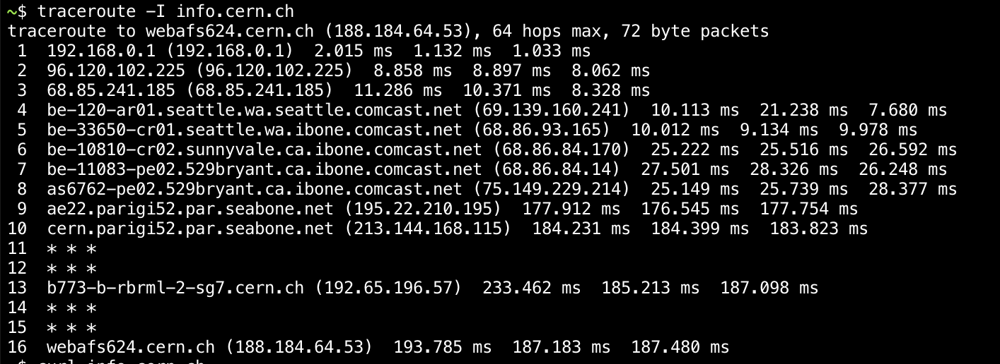 ~$ traceroute -I info.cern.ch
traceroute to webafs624.cern.ch (188.184.64.53), 64 hops max, 72 byte packets
 1  192.168.0.1 (192.168.0.1)  2.015 ms  1.132 ms  1.033 ms
 2  96.120.102.225 (96.120.102.225)  8.858 ms  8.897 ms  8.062 ms
 3  68.85.241.185 (68.85.241.185)  11.286 ms  10.371 ms  8.328 ms
 4  be-120-ar01.seattle.wa.seattle.comcast.net (69.139.160.241)  10.113 ms  21.238 ms  7.680 ms
 5  be-33650-cr01.seattle.wa.ibone.comcast.net (68.86.93.165)  10.012 ms  9.134 ms  9.978 ms
 6  be-10810-cr02.sunnyvale.ca.ibone.comcast.net (68.86.84.170)  25.222 ms  25.516 ms  26.592 ms
 7  be-11083-pe02.529bryant.ca.ibone.comcast.net (68.86.84.14)  27.501 ms  28.326 ms  26.248 ms
 8  as6762-pe02.529bryant.ca.ibone.comcast.net (75.149.229.214)  25.149 ms  25.739 ms  28.377 ms
 9  ae22.parigi52.par.seabone.net (195.22.210.195)  177.912 ms  176.545 ms  177.754 ms
10  cern.parigi52.par.seabone.net (213.144.168.115)  184.231 ms  184.399 ms  183.823 ms
11  * * *
12  * * *
13  b773-b-rbrml-2-sg7.cern.ch (192.65.196.57)  233.462 ms  185.213 ms  187.098 ms
14  * * *
15  * * *
16  webafs624.cern.ch (188.184.64.53)  193.785 ms  187.183 ms  187.480 ms
$ curl info.cern.ch